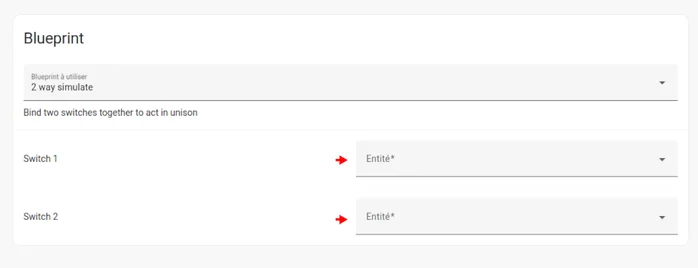 Blueprint
Blueprint à utiliser
2 way simulate
Bind two switches together to act in unison
Switch 1
Entité*
Switch 2
Entité*